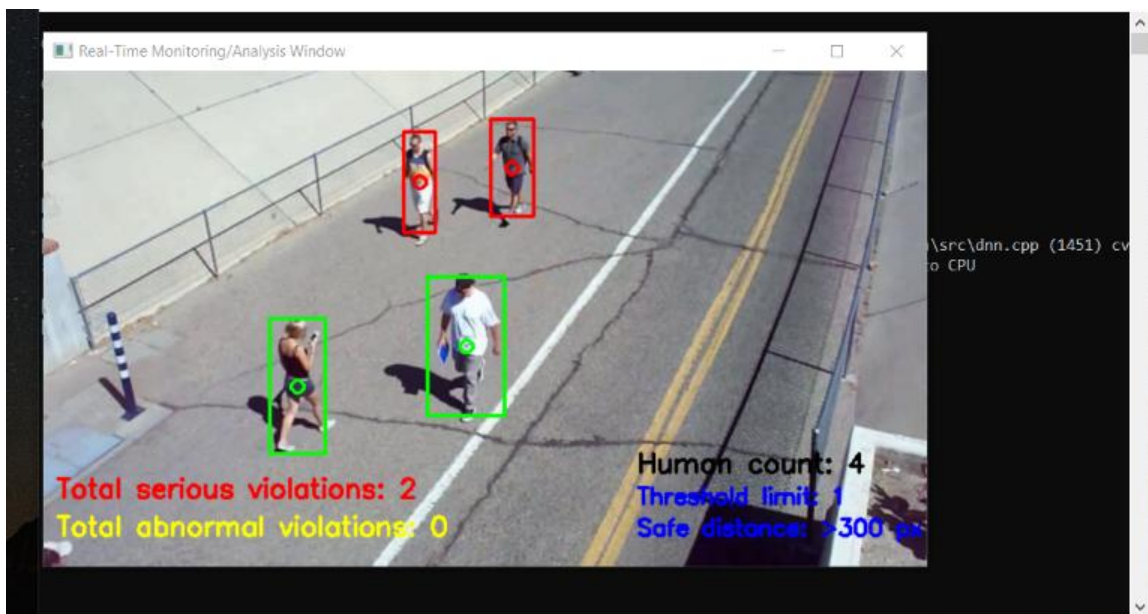 Real-Time Monitoring/Analysis Window
\src\dnn.cpp (1451) cv
to CPU
Human count: 4
Total serious violations: 2
Threshold limit: 1
Total abnormal violations: 0
Safe distance: >300 px